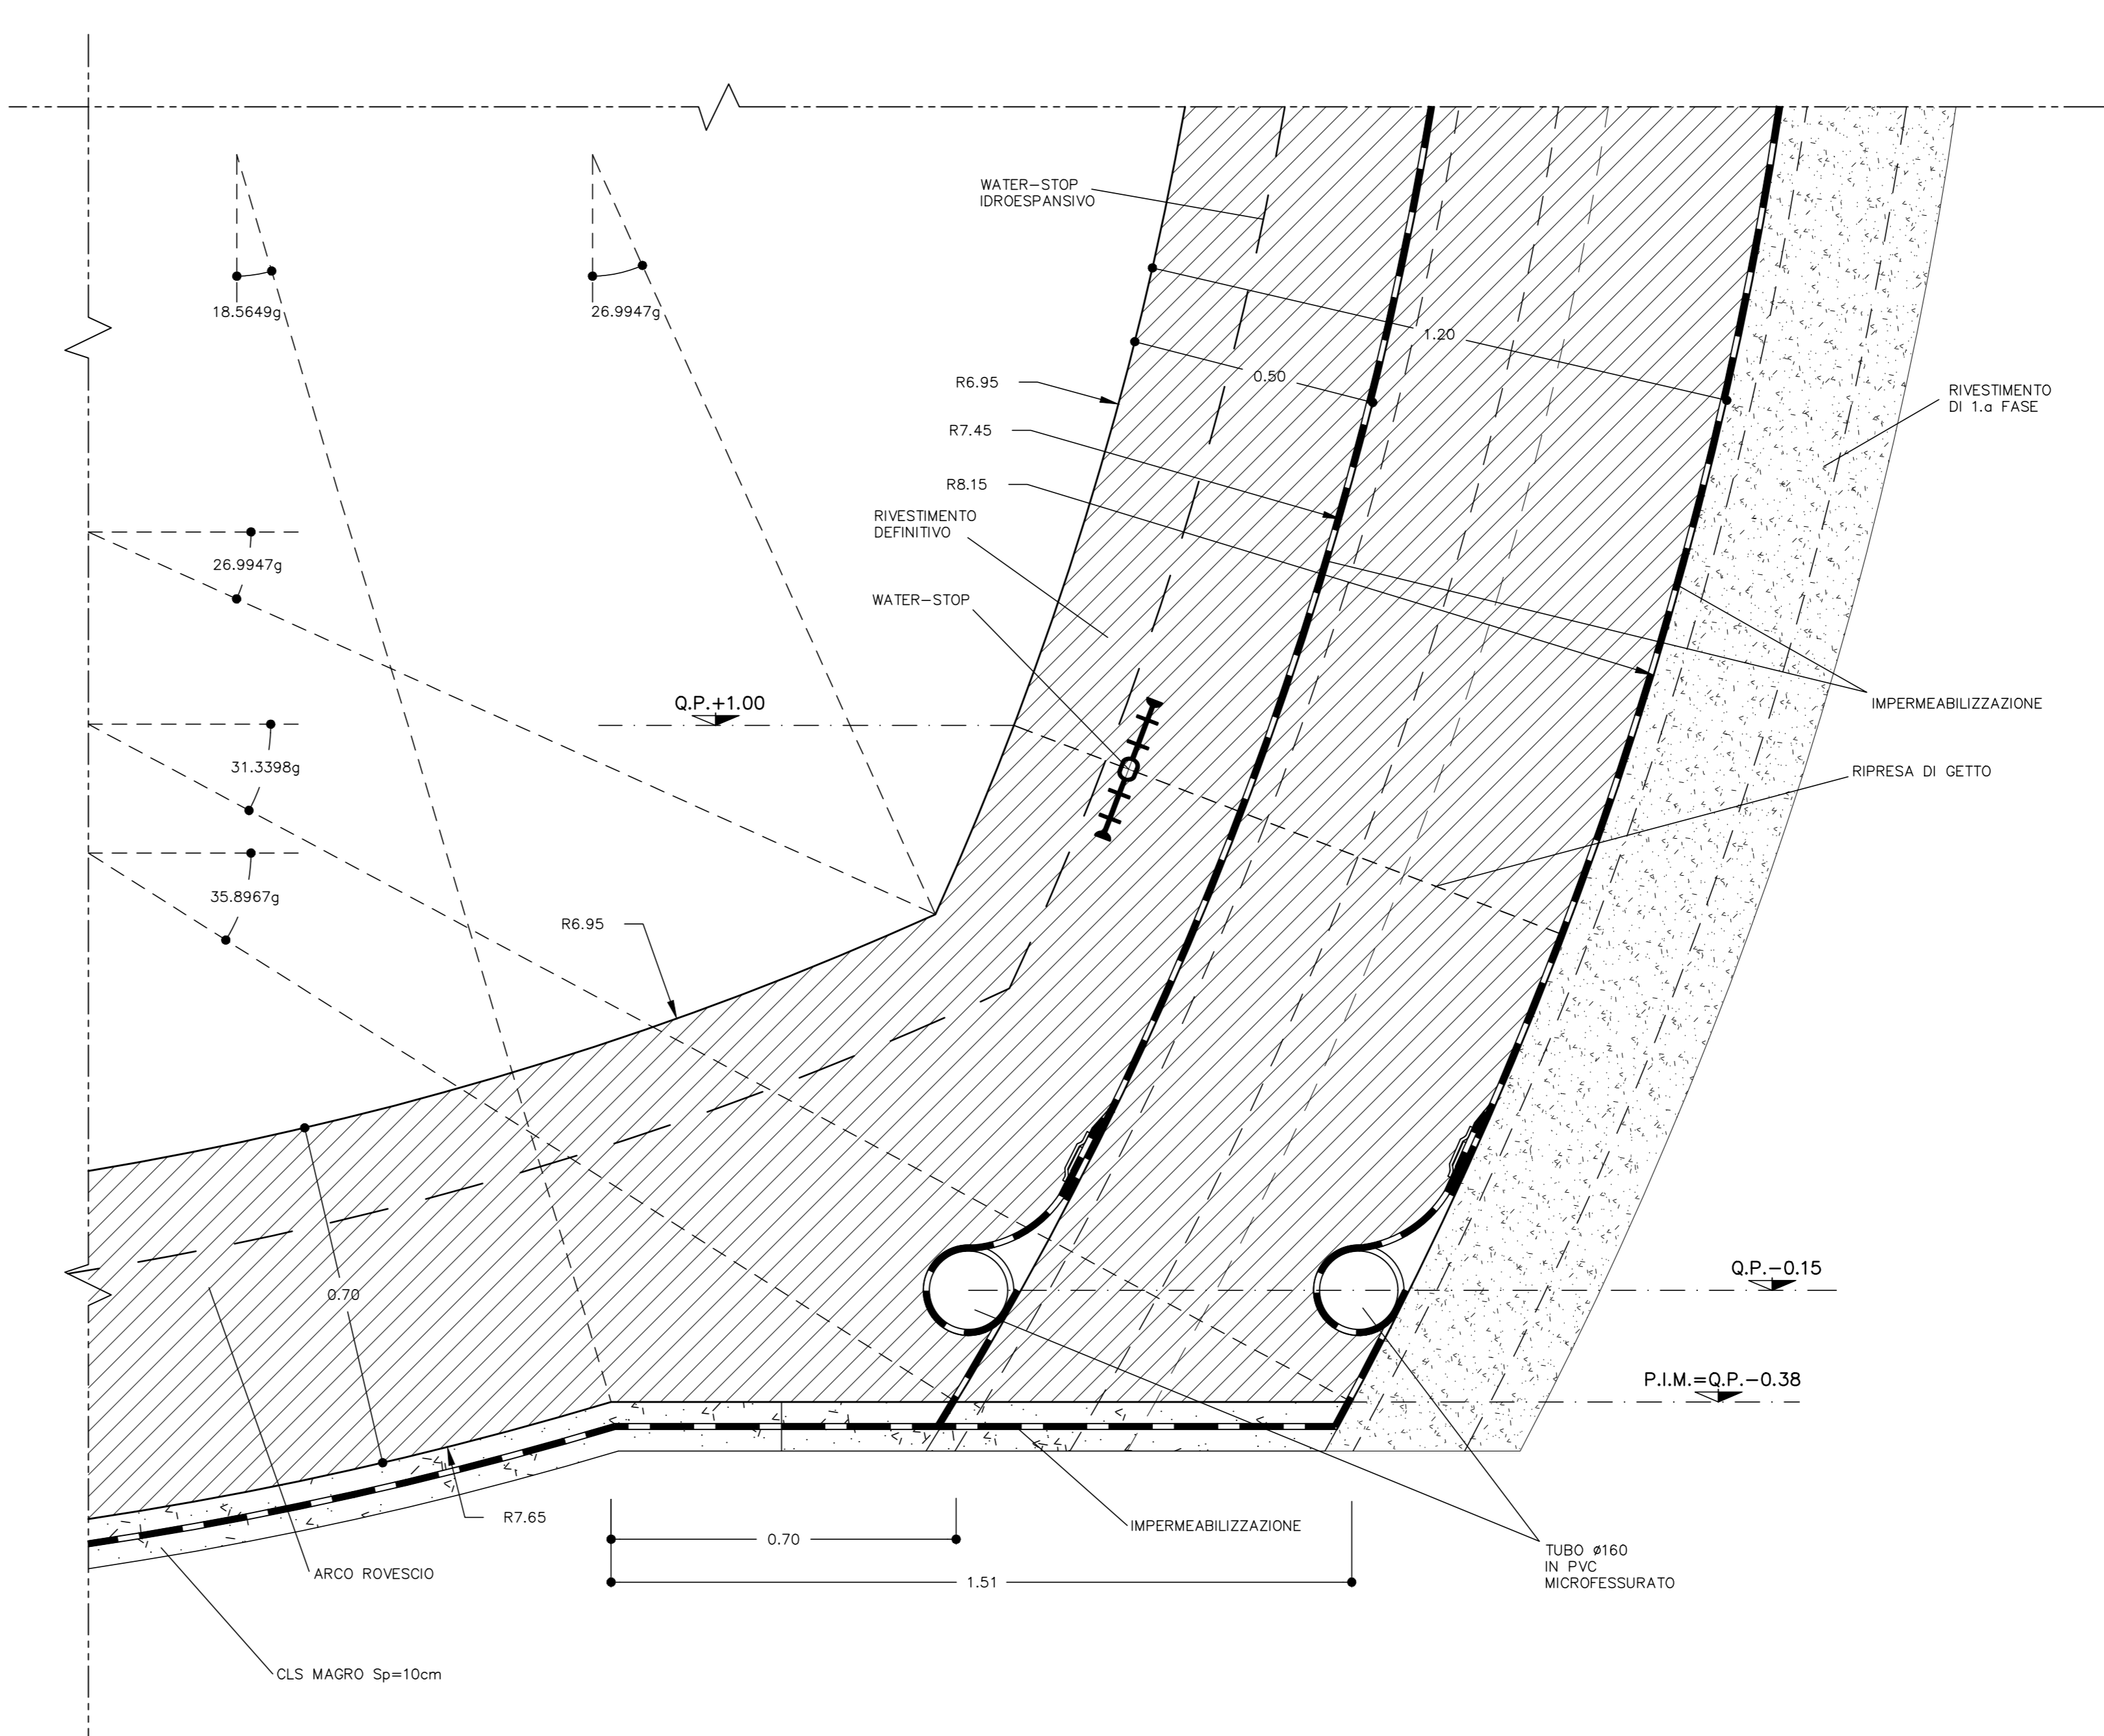 WATER-STOP
IDROESPANSIVO
18.5649g
26.9947g
1.20
0.50
R6.95
RIVESTIMENTO
DI 1.a FASE
R7.45
R8.15
RIVESTIMENTO
DEFINITIVO
26.9947g
WATER-STOP
Q.P.+1.00
IMPERMEABILIZZAZIONE
31.3398g
RIPRESA DI GETTO
35.8967g
R6.95
Q.P.-0.15
0.70
P.I.M.=Q.P.-0.38
R7.65
IMPERMEABILIZZAZIONE
0.70
TUBO ø160
IN PVC
MICROFESSURATO
ARCO ROVESCIO
1.51
CLS MAGRO Sp=10cm